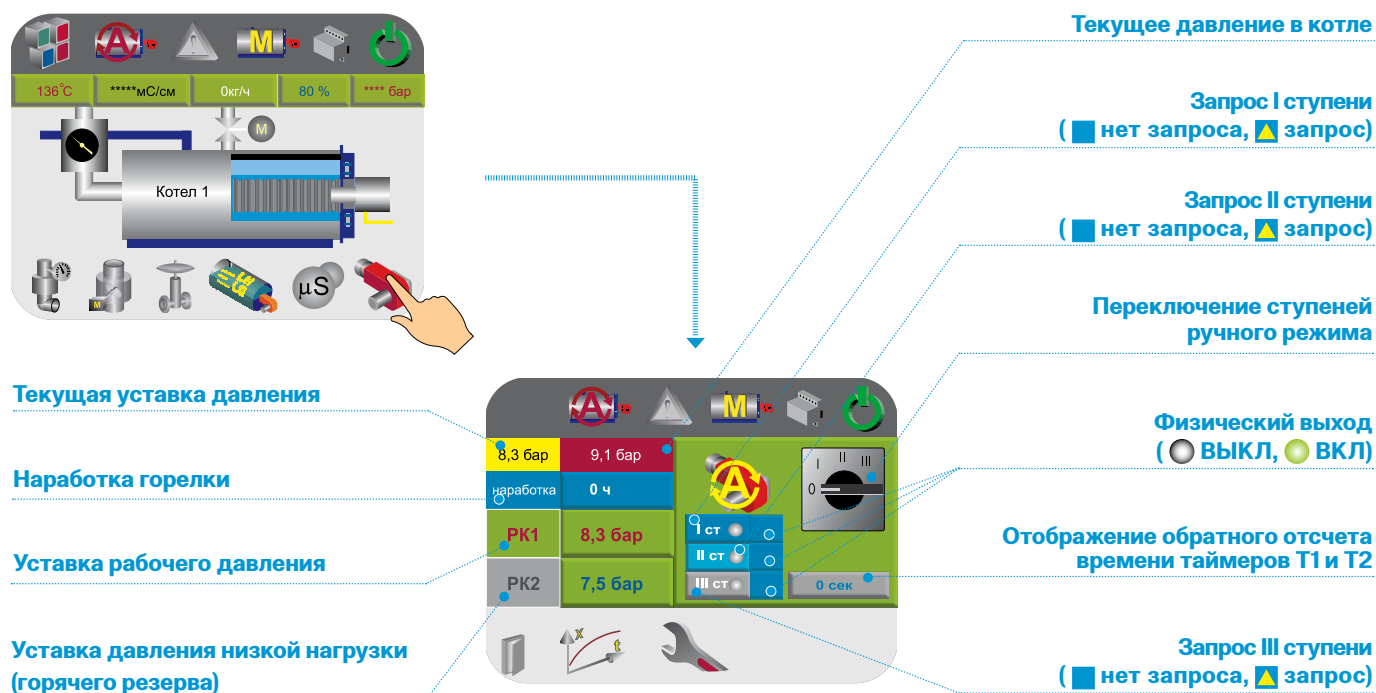 A
M
136°C
*****мС/см
0кг/ч
80 %
**** бар
M
Котел 1
M
µS
Текущее давление в котле
Запрос I ступени
( нет запроса, запрос)
Запрос II ступени
( нет запроса, запрос)
Переключение ступеней
ручного режима
Физический выход
( ВЫКЛ, ВКЛ)
Отображение обратного отсчета
времени таймеров T1 и T2
Запрос III ступени
( нет запроса, запрос)
Текущая уставка давления
Наработка горелки
Уставка рабочего давления
Уставка давления низкой нагрузки
(горячего резерва)
A
M
8,3 бар
9,1 бар
наработка
0 ч
РК1
8,3 бар
РК2
7,5 бар
A
I
II
III
0
I ст
II ст
III ст
0 сек
x
t